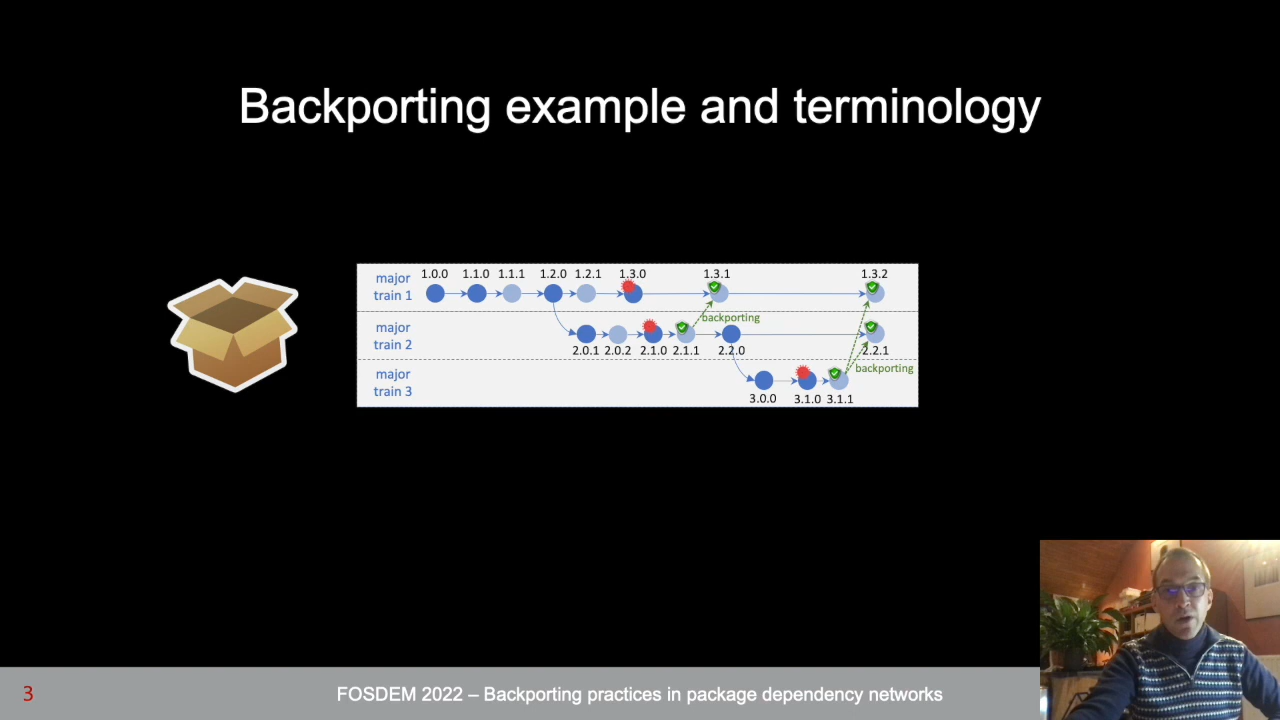 Backporting example and terminology
major
train 1
1.0.0 1.1.0 1.1.1 1.2.0 1.2.1 1.3.0 1.3.1 1.3.2
backporting
major
train 2
2.0.1 2.0.2 2.1.0 2.1.1 2.2.0 2.2.1
backporting
major
train 3
3.0.0 3.1.0 3.1.1
3
FOSDEM 2022 – Backporting practices in package dependency networks